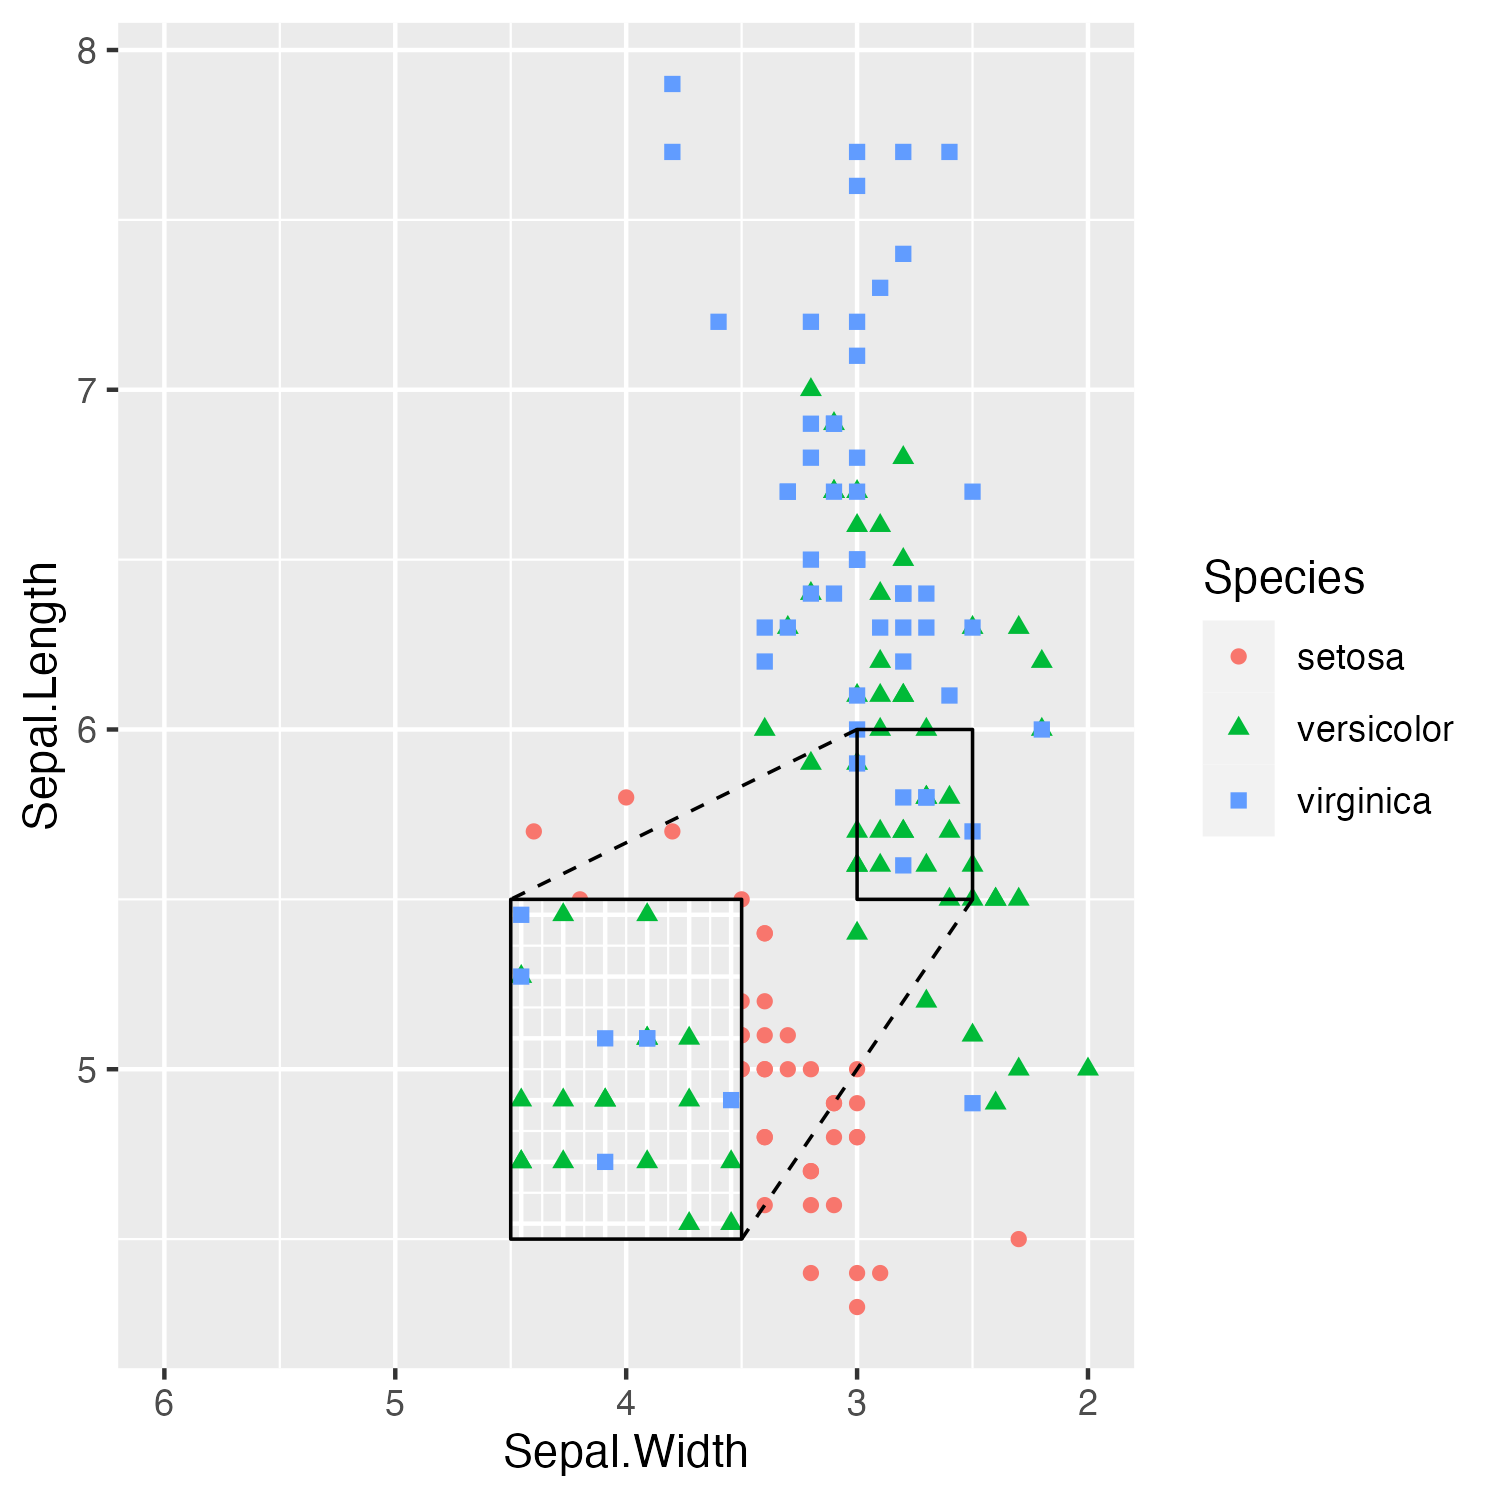 8
7
6
5
Sepal.Length
6 5 4 3 2
Sepal.Width
Species
setosa
versicolor
virginica